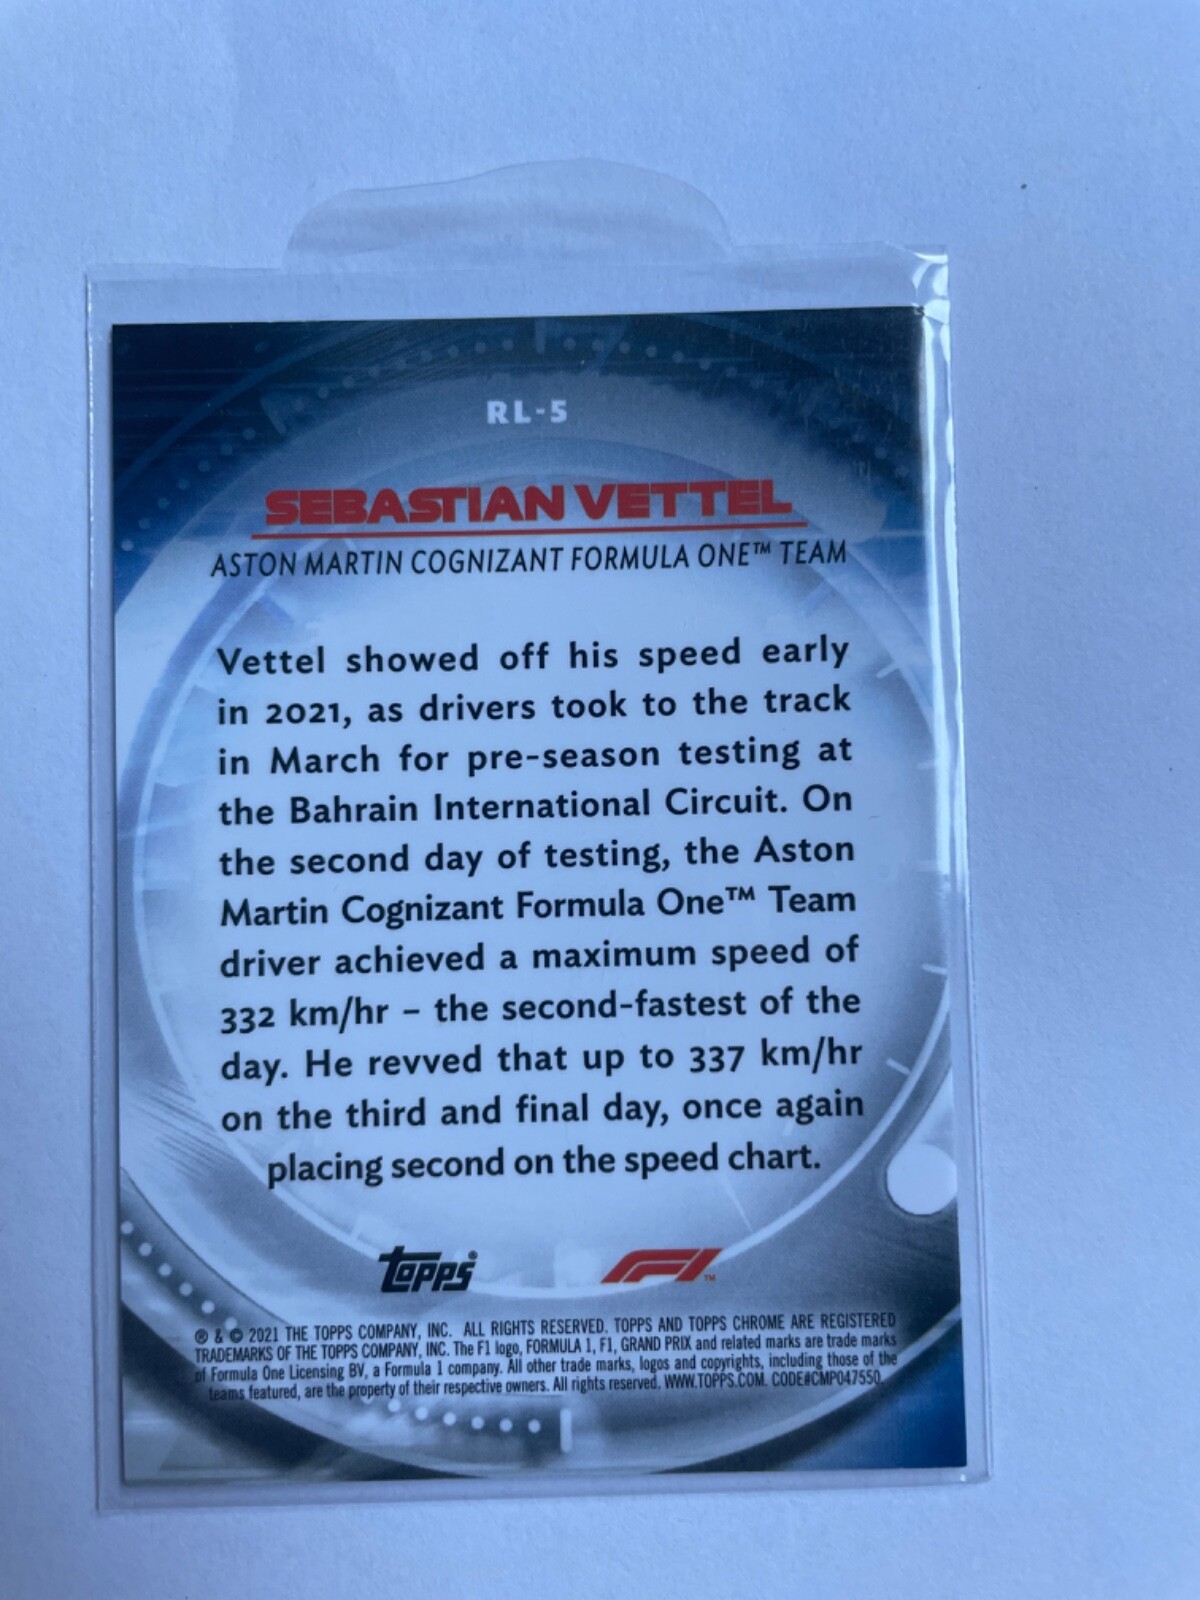 RL-5
SEBASTIAN VETTEL
ASTON MARTIN COGNIZANT FORMULA ONE™ TEAM
Vettel showed off his speed early
in 2021, as drivers took to the track
in March for pre-season testing at
the Bahrain International Circuit. On
the second day of testing, the Aston
Martin Cognizant Formula One™ Team
driver achieved a maximum speed of
332 km/hr – the second-fastest of the
day. He revved that up to 337 km/hr
on the third and final day, once again
placing second on the speed chart.
topps® F1™
® & © 2021 THE TOPPS COMPANY, INC. ALL RIGHTS RESERVED. TOPPS AND TOPPS CHROME ARE REGISTERED
TRADEMARKS OF THE TOPPS COMPANY, INC. The F1 logo, FORMULA 1, F1, GRAND PRIX and related marks are trade marks
of Formula One Licensing BV, a Formula 1 company. All other trade marks, logos and copyrights, including those of the
teams featured, are the property of their respective owners. All rights reserved. WWW.TOPPS.COM. CODE#CMP047550.